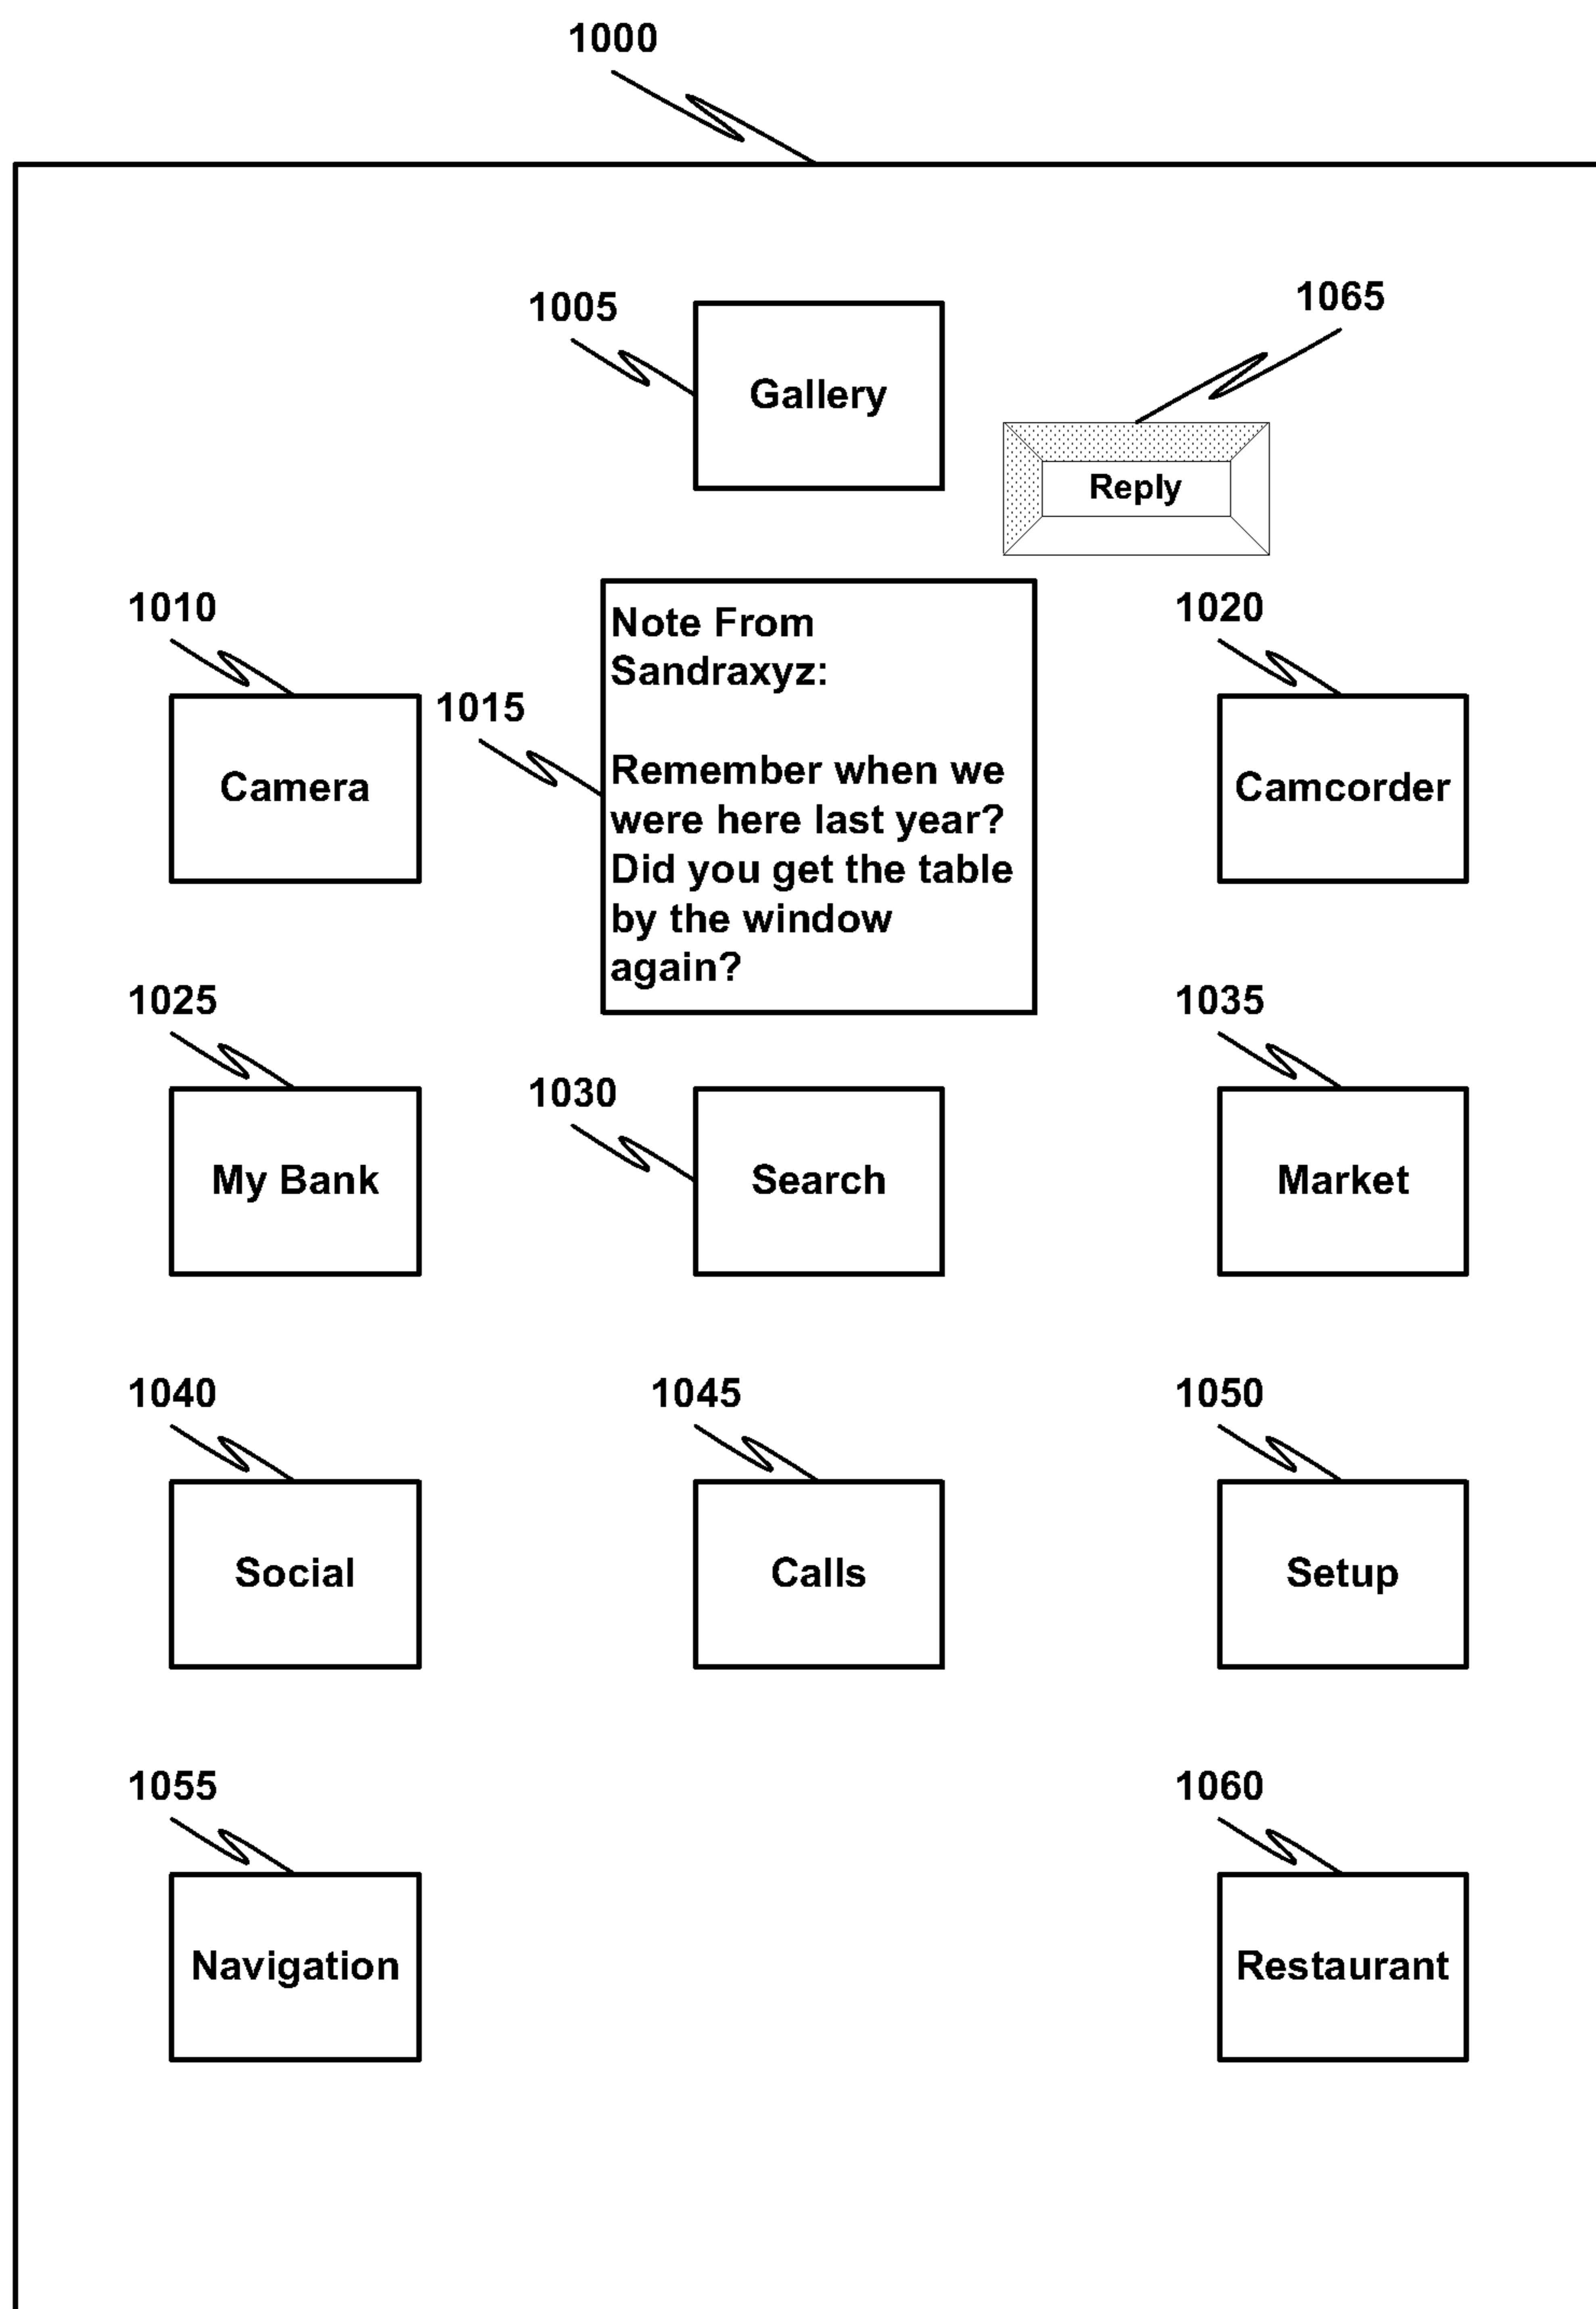 1000
1005
1065
Gallery
Reply
1010
1015
1020
Note From
Sandraxyz:
Remember when we
were here last year?
Did you get the table
by the window
again?
Camera
Camcorder
1025
1030
1035
My Bank
Search
Market
1040
1045
1050
Social
Calls
Setup
1055
1060
Navigation
Restaurant